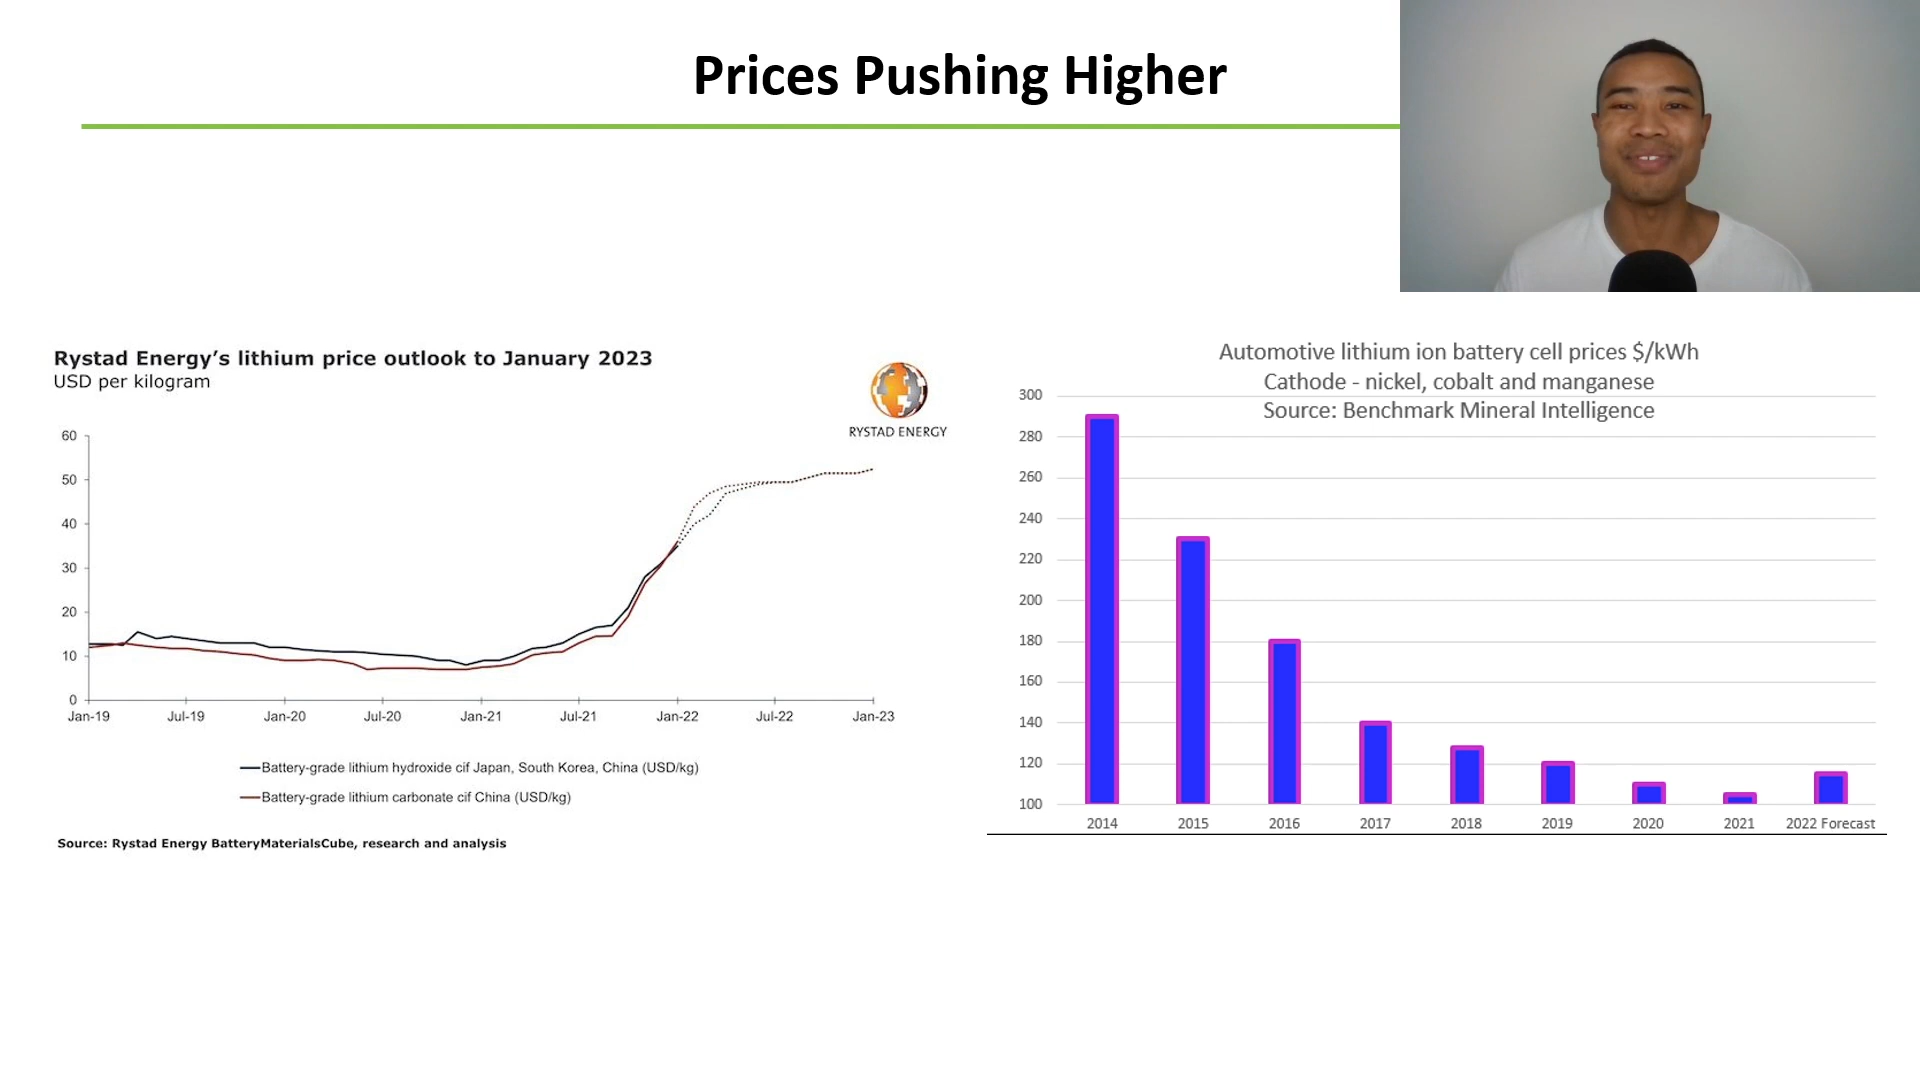 Prices Pushing Higher
Rystad Energy’s lithium price outlook to January 2023
USD per kilogram
RYSTAD ENERGY
60
50
40
30
20
10
0
Jan-19 Jul-19 Jan-20 Jul-20 Jan-21 Jul-21 Jan-22 Jul-22 Jan-23
Battery-grade lithium hydroxide cif Japan, South Korea, China (USD/kg)
Battery-grade lithium carbonate cif China (USD/kg)
Source: Rystad Energy BatteryMaterialsCube, research and analysis
Automotive lithium ion battery cell prices $/kWh
Cathode - nickel, cobalt and manganese
Source: Benchmark Mineral Intelligence
300
280
260
240
220
200
180
160
140
120
100
2014 2015 2016 2017 2018 2019 2020 2021 2022 Forecast